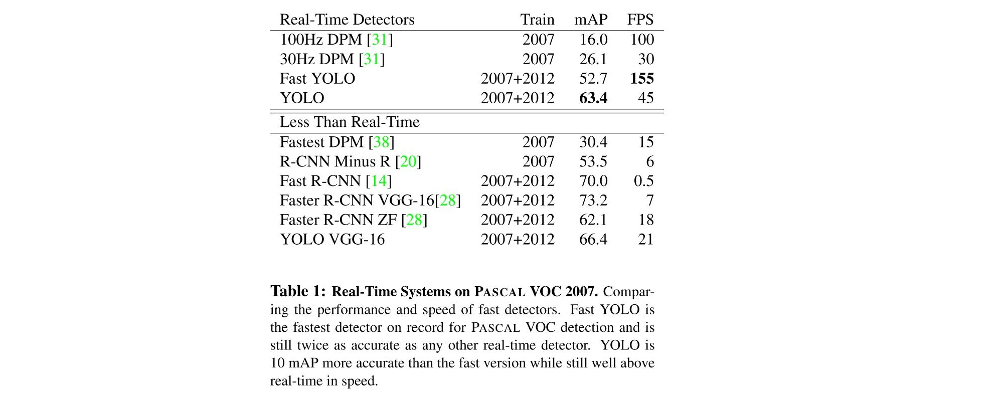 Real-Time Detectors Train mAP FPS
100Hz DPM [31] 2007 16.0 100
30Hz DPM [31] 2007 26.1 30
Fast YOLO 2007+2012 52.7 155
YOLO 2007+2012 63.4 45
Less Than Real-Time
Fastest DPM [38] 2007 30.4 15
R-CNN Minus R [20] 2007 53.5 6
Fast R-CNN [14] 2007+2012 70.0 0.5
Faster R-CNN VGG-16[28] 2007+2012 73.2 7
Faster R-CNN ZF [28] 2007+2012 62.1 18
YOLO VGG-16 2007+2012 66.4 21
Table 1: Real-Time Systems on PASCAL VOC 2007. Compar-
ing the performance and speed of fast detectors. Fast YOLO is
the fastest detector on record for PASCAL VOC detection and is
still twice as accurate as any other real-time detector. YOLO is
10 mAP more accurate than the fast version while still well above
real-time in speed.